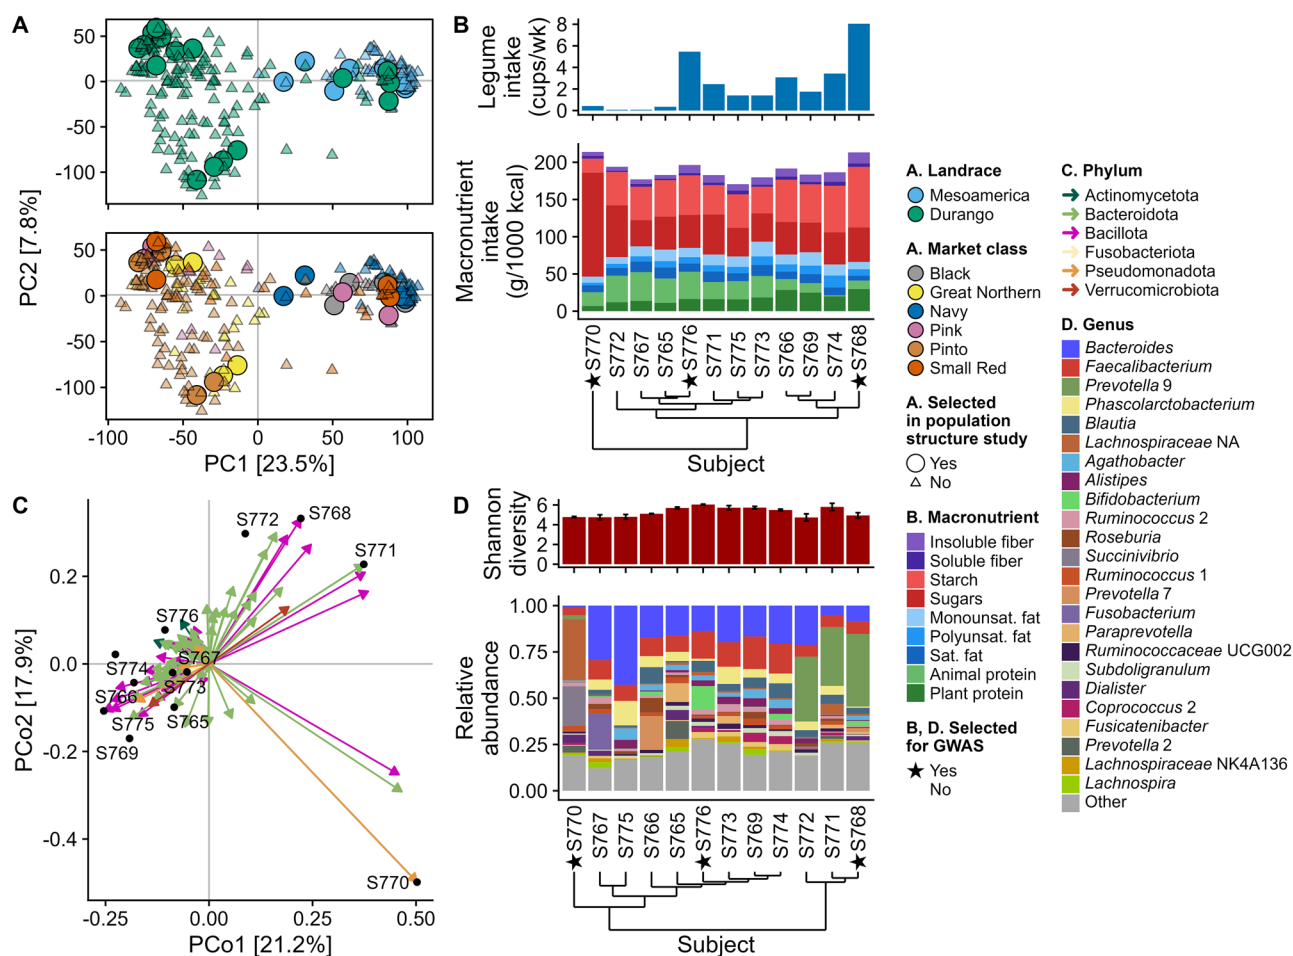 A
50
0
-50
-100
50
0
-50
-100
PC2 [7.8%]
-100
-50
0
50
100
PC1 [23.5%]
B
Legume
intake
(cups/wk)
8
6
4
2
0
Macronutrient
intake
(g/1000 kcal)
200
150
100
50
0
S770
S772
S767
S765
S776
S771
S775
S773
S766
S769
S774
S768
Subject
A. Landrace
Mesoamerica
Durango
A. Market class
Black
Great Northern
Navy
Pink
Pinto
Small Red
A. Selected
in population
structure study
Yes
No
B. Macronutrient
Insoluble fiber
Soluble fiber
Starch
Sugars
Monounsat. fat
Polyunsat. fat
Sat. fat
Animal protein
Plant protein
B, D. Selected
for GWAS
Yes
No
C. Phylum
Actinomycetota
Bacteroidota
Bacillota
Fusobacteriota
Pseudomonadota
Verrucomicrobiota
D. Genus
Bacteroides
Faecalibacterium
Prevotella 9
Phascolarctobacterium
Blautia
Lachnospiraceae NA
Agathobacter
Alistipes
Bifidobacterium
Ruminococcus 2
Roseburia
Succinivibrio
Ruminococcus 1
Prevotella 7
Fusobacterium
Paraprevotella
Ruminococcaceae UCG002
Subdoligranulum
Dialister
Coprococcus 2
Fusicatenibacter
Prevotella 2
Lachnospiraceae NK4A136
Lachnospira
Other
C
S772
S768
S771
S776
S767
S774
S773
S766
S775
S765
S769
S770
0.2
0.0
-0.2
-0.4
PCo2 [17.9%]
-0.25
0.00
0.25
0.50
PCo1 [21.2%]
D
Shannon
diversity
6
4
2
0
Relative
abundance
1.00
0.75
0.50
0.25
0.00
S770
S767
S775
S766
S765
S776
S773
S769
S774
S772
S771
S768
Subject